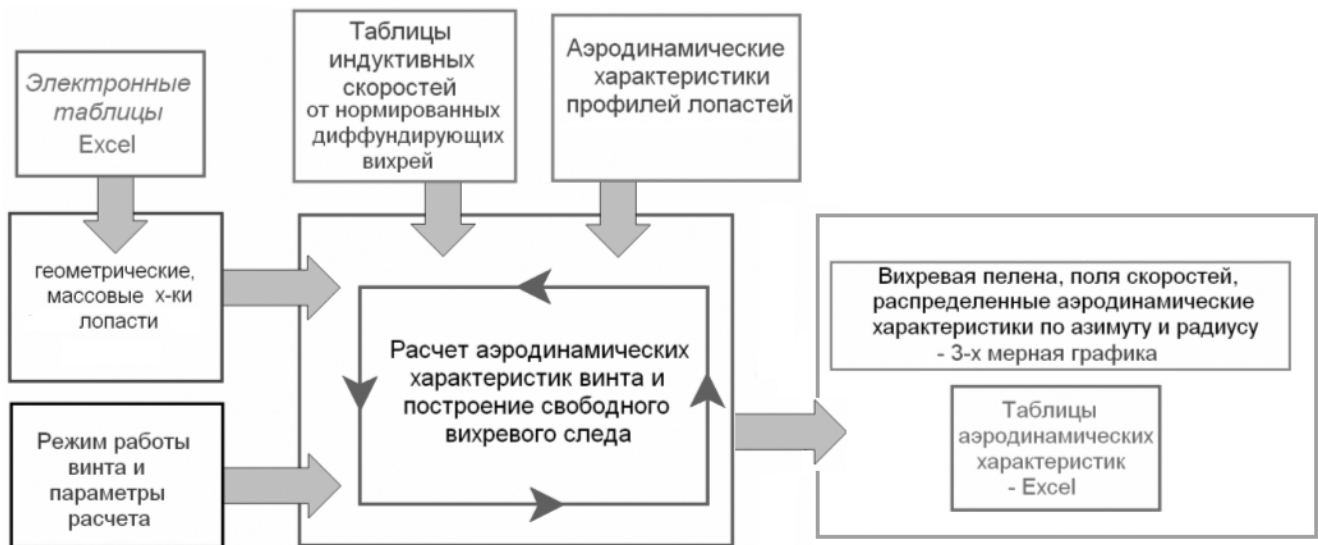 Электронные
таблицы
Excel
Таблицы
индуктивных
скоростей
от нормированных
диффундирующих
вихрей
Аэродинамические
характеристики
профилей лопастей
геометрические,
массовые х-ки
лопасти
Режим работы
винта и
параметры
расчета
Расчет аэродинамических
характеристик винта и
построение свободного
вихревого следа
Вихревая пелена, поля скоростей,
распределенные аэродинамические
характеристики по азимуту и радиусу
- 3-х мерная графика
Таблицы
аэродинамических
характеристик
- Excel